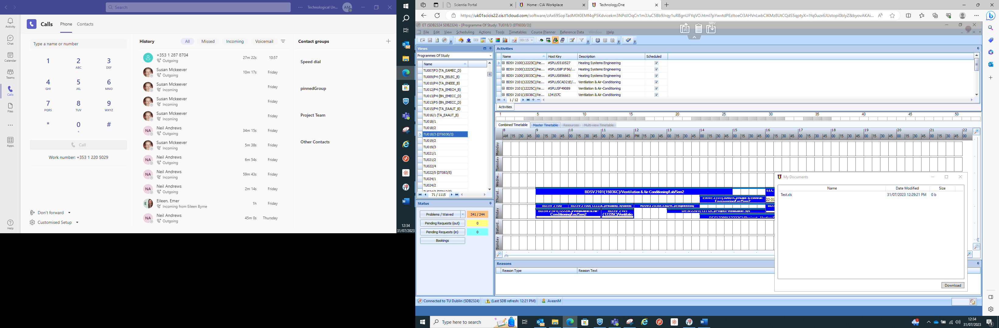 Search
Technological Un...
AM
Activity
Chat
Calendar
Teams
Calls
Files
Apps
Help
Calls
Phone
Contacts
Type a name or number
1
2
ABC
3
DEF
4
GHI
5
JKL
6
MNO
7
PQRS
8
TUV
9
WXYZ
*
0
+
#
Call
Work number: +353 1 220 5029
Don't forward
Customised Setup
History
All
Missed
Incoming
Voicemail
+353 1 287 8704
Outgoing
27m 22s
10:57
Susan Mckeever
Outgoing
10m 17s
Friday
Susan Mckeever
Incoming
Friday
Susan Mckeever
Incoming
Friday
Susan Mckeever
Incoming
Friday
NA
Neil Andrews
Outgoing
34m 15s
Friday
Susan Mckeever
Incoming
5m 38s
Friday
NA
Neil Andrews
Outgoing
6m 54s
Friday
NA
Neil Andrews
Incoming
59m 43s
Friday
NA
Neil Andrews
Outgoing
2m 14s
Friday
E
Eileen, Emer
Incoming from Eileen Byrne
1h
Friday
NA
Neil Andrews
Outgoing
45m 0s
Thursday
Contact groups
Speed dial
pinnedGroup
Project Team
Other Contacts
12:34
31/07/2023
Scientia Portal
Home : CiA Workplace
TechnologyOne
ET (SDB2324 SDB2324) - [Programme Of Study: TU018/3 (DT6030/3)]
PC
SRV
File Edit View Scheduling Actions Tools Timetables Course Planner Reference Data Window Help
00:15
Views
Programmes Of Study
Name
TU007/P3 (TA_EAMEC_D)
TU009/P4 (TA_EELEC_B)
TU010/P4 (TA_ENEEE_B)
TU012/P4 (TA_EMECH_B)
TU013/P4 (BN_EMECC_D)
TU013/P5 (BN_EMECC_D)
TU015/P4 (TA_EAAUT_B)
TU016/1 (TA_EAAUT_B)
TU018/1
TU018/2
TU018/3 (DT6030/3)
TU019/2
TU019/3
TU021/1
TU021/2
TU022/4
TU022/5 (DT083/5)
TU024/1
TU024/2
71 / 1115
Status
Problems / Waived
341 / 244
Pending Requests (out)
0
Pending Requests (in)
0
Bookings
Activities
Name Host Key Description Scheduled
BDSV 2100(12223C)/He... #SPLUS510527 Heating Systems Engineering
BDSV 2100(12223C)/He... #SPLUS8F1F56/... Heating Systems Engineering
BDSV 2100(15033C)/He... #SPLUS856663 Heating Systems Engineering
BDSV 2101(12225C)/Ve... #SPLUSCAD21E/... Ventilation & Air-Conditioning
BDSV 2101(12225C)/Ve... #SPLUSF49089 Ventilation & Air-Conditioning
BDSV 2101(15036C)/Ve... 134157C Ventilation & Air-Conditioning
1 / 12
Activities
1 5 10 15 20 25 30 35 40 45 50
Combined Timetable Master Timetable Resources Multi-view Timetable
8 9 10 11 12 13 14 15 16 17 18 19 20 21 22
AM 15 30 45 00 15 30 45 00 15 30 45 00 15 30 45 PM 15 30 45 00 15 30 45 00 15 30 45 00 15 30 45 00 15 30 45 00 15 30 45 00 15 30 45 00 15 30 45 00 15 30 45 00 15 30 45 00
Monday
Tuesday
Wedne...
Thursd...
BDSV 2101(15036C)/Ventilation & Air-Conditioning/Lab/Sem2
ELC
ENVE 3151(30601C)/Water & Environ
Engineering/Lec/Sem2
22-31
Friday
BDSV 2100
BDSV 2100(12223C)/Heating Systems
MANG 2030(33024C)/Engineering
BDS
BDSV 2101(12225C)/Ventilation & Air-
Conditioning/Lec/Sem2
BDSV 2101
(12225C)/Ventilatio
DESI 2201(13112C)/Project-Ventilation Sys
Saturd...
Sunday
My Documents
Name Date Modified Size
Test.xls 31/07/2023 12:29:21 PM 0 b
Download
Reasons
Reason Type Reason Text
Connected to TU Dublin (SDB2324)
(Last SDB refresh: 12:21 PM)
AveenM
Type here to search
12:34
31/07/2023
3